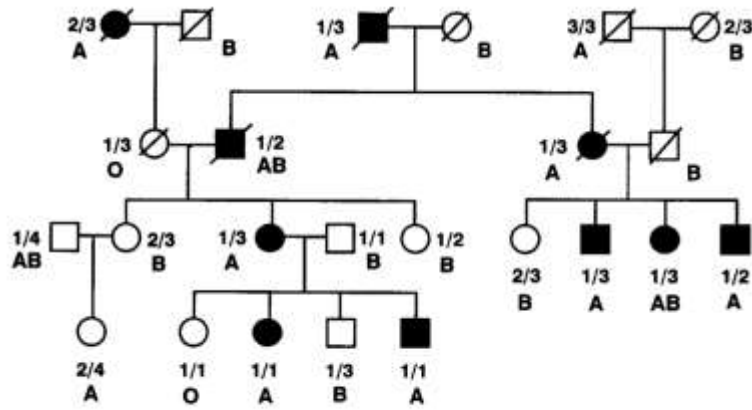 2/3 1/3 3/3 2/3
A B A B A B
1/3 1/2 1/3
O AB A B
1/4 2/3 1/3 1/1 1/2
AB B A B B
2/3 1/3 1/3 1/2
B A AB A
2/4 1/1 1/1 1/3 1/1
A O A B A